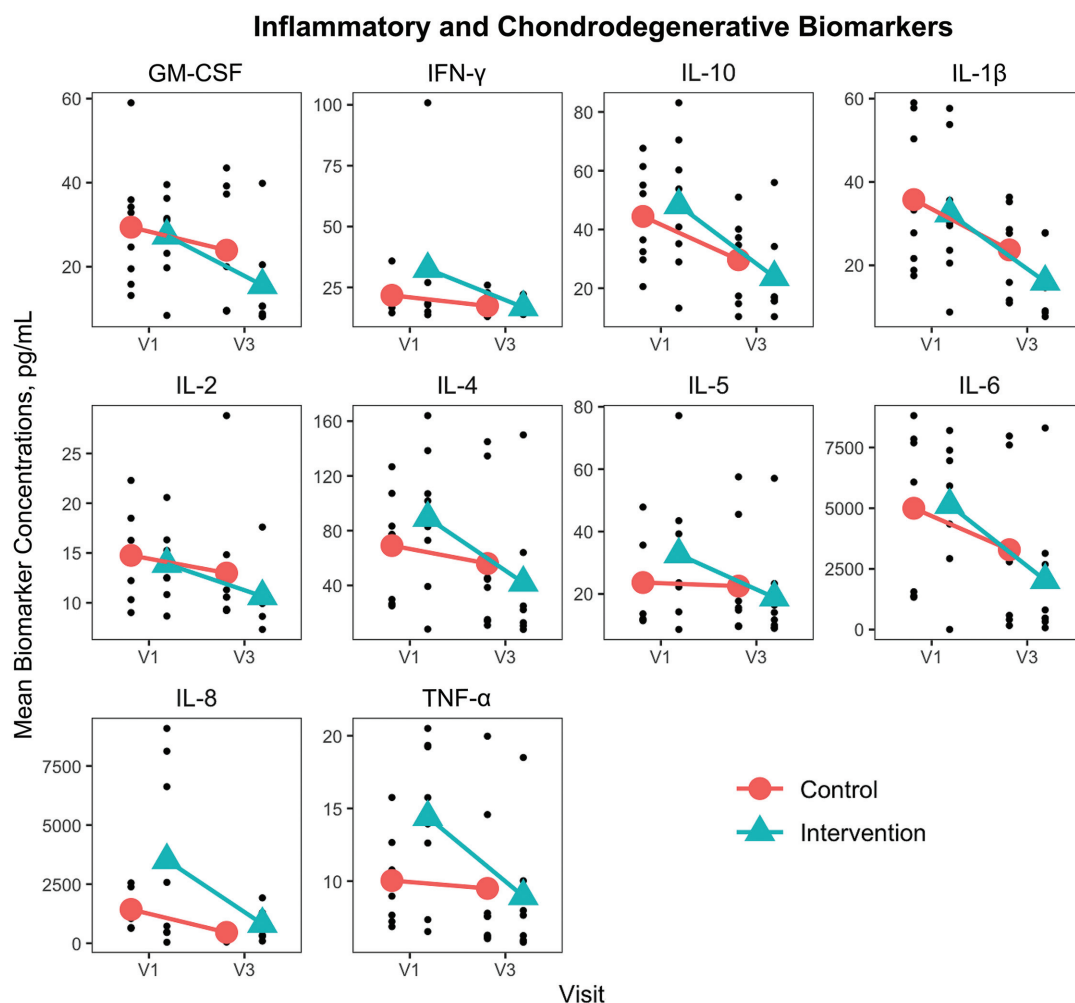 Inflammatory and Chondrodegenerative Biomarkers
Mean Biomarker Concentrations, pg/mL
GM-CSF
60
40
20
V1 V3
IFN-γ
100
75
50
25
V1 V3
IL-10
80
60
40
20
V1 V3
IL-1β
60
40
20
V1 V3
IL-2
25
20
15
10
V1 V3
IL-4
160
120
80
40
V1 V3
IL-5
80
60
40
20
V1 V3
IL-6
7500
5000
2500
0
V1 V3
IL-8
7500
5000
2500
0
V1 V3
TNF-α
20
15
10
V1 V3
Control
Intervention
Visit